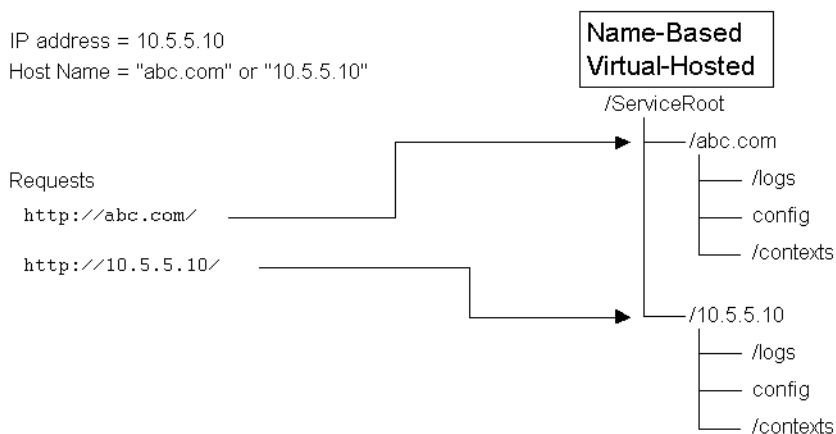 IP address = 10.5.5.10
Host Name = "abc.com" or "10.5.5.10"
Name-Based
Virtual-Hosted
/ServiceRoot
/abc.com
/logs
config
/contexts
Requests
http://abc.com/
http://10.5.5.10/
/10.5.5.10
/logs
config
/contexts